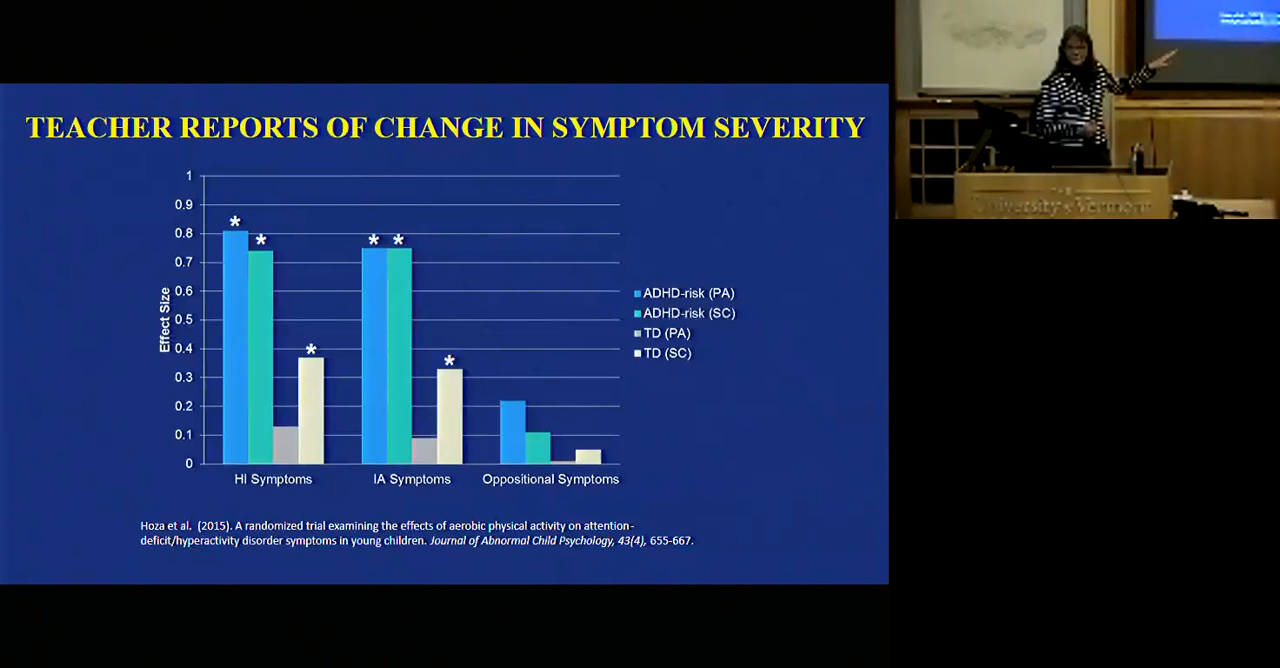 TEACHER REPORTS OF CHANGE IN SYMPTOM SEVERITY
1
0.9
0.8
0.7
0.6
0.5
0.4
0.3
0.2
0.1
0
Effect Size
* * *
* * *
HI Symptoms IA Symptoms Oppositional Symptoms
ADHD-risk (PA)
ADHD-risk (SC)
TD (PA)
TD (SC)
Hoza et al. (2015). A randomized trial examining the effects of aerobic physical activity on attention-
deficit/hyperactivity disorder symptoms in young children. Journal of Abnormal Child Psychology, 43(4), 655-667.
THE
University of Vermont